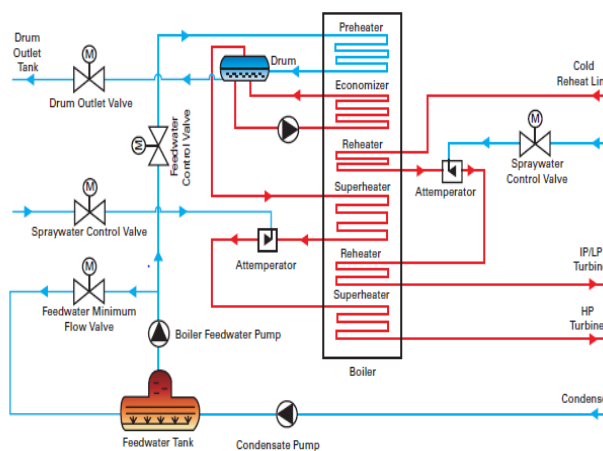 Drum
Outlet
Tank
M
Drum Outlet Valve
Drum
Preheater
Economizer
Cold
Reheat Lin
M
Feedwater
Control Valve
Reheater
M
Spraywater
Control Valve
Attemperator
M
Spraywater Control Valve
Superheater
Attemperator
Reheater
IP/LP
Turbine
M
Feedwater Minimum
Flow Valve
Superheater
HP
Turbine
Boiler Feedwater Pump
Boiler
Condense
Feedwater Tank
Condensate Pump